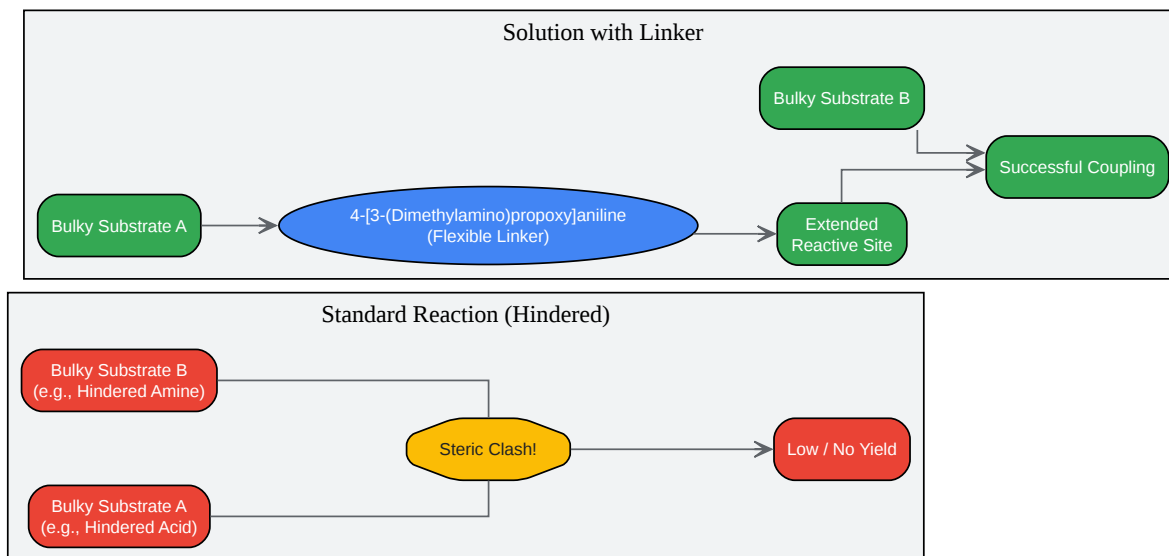 Solution with Linker
Bulky Substrate B
Successful Coupling
Bulky Substrate A
4-[3-(Dimethylamino)propoxy]aniline
(Flexible Linker)
Extended
Reactive Site
Standard Reaction (Hindered)
Bulky Substrate B
(e.g., Hindered Amine)
Steric Clash!
Low / No Yield
Bulky Substrate A
(e.g., Hindered Acid)